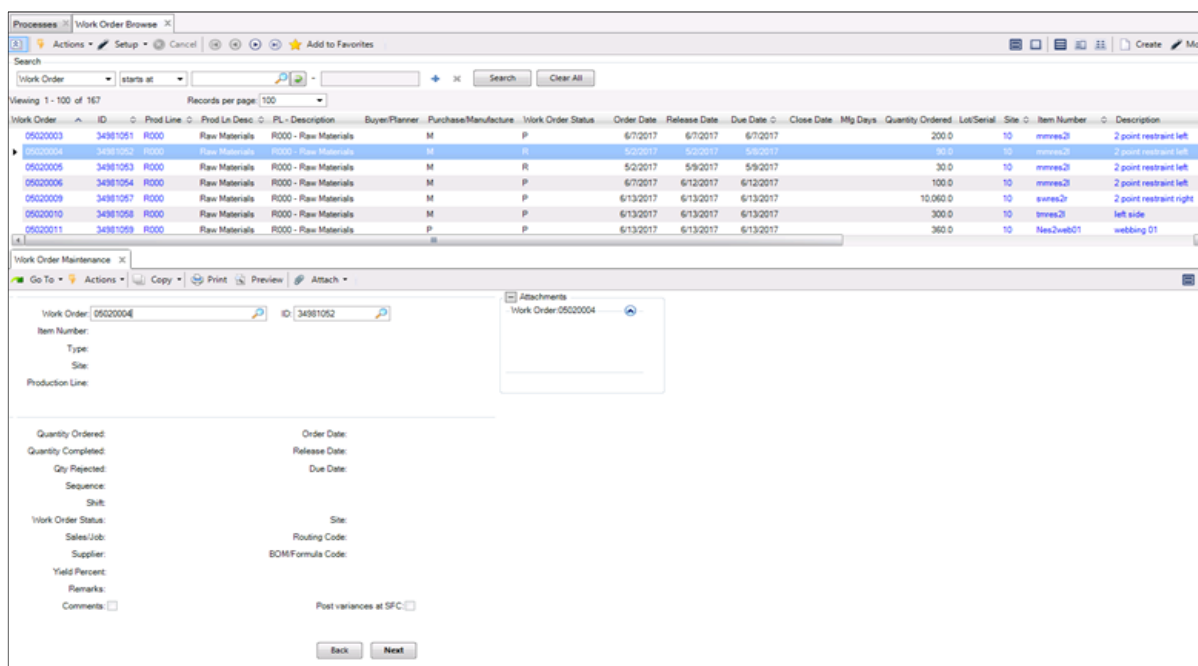 Processes Work Order Browse
Actions Setup Cancel Add to Favorites Create Mo
Search
Work Order starts at - Search Clear All
Viewing 1 - 100 of 167 Records per page: 100
Work Order ID Prod Line Prod Ln Desc PL - Description Buyer/Planner Purchase/Manufacture Work Order Status Order Date Release Date Due Date Close Date Mfg Days Quantity Ordered Lot/Serial Site Item Number Description
05020003 34981051 R000 Raw Materials R000 - Raw Materials M P 6/7/2017 6/7/2017 6/7/2017 200.0 10 mmres2l 2 point restraint left
05020004 34981052 R000 Raw Materials R000 - Raw Materials M R 5/2/2017 5/2/2017 5/8/2017 90.0 10 mmres2l 2 point restraint left
05020005 34981053 R000 Raw Materials R000 - Raw Materials M R 5/2/2017 5/9/2017 5/9/2017 30.0 10 mmres2l 2 point restraint left
05020006 34981054 R000 Raw Materials R000 - Raw Materials M P 6/7/2017 6/12/2017 6/12/2017 100.0 10 mmres2l 2 point restraint left
05020009 34981057 R000 Raw Materials R000 - Raw Materials M P 6/13/2017 6/13/2017 6/13/2017 10,060.0 10 swres2r 2 point restraint right
05020010 34981058 R000 Raw Materials R000 - Raw Materials M P 6/13/2017 6/13/2017 6/13/2017 300.0 10 tmres2l left side
05020011 34981059 R000 Raw Materials R000 - Raw Materials P P 6/13/2017 6/13/2017 6/13/2017 360.0 10 Nes2web01 webbing 01
Work Order Maintenance
Go To Actions Copy Print Preview Attach
Attachments
Work Order: 05020004 ID: 34981052 Work Order:05020004
Item Number:
Type:
Site:
Production Line:
Quantity Ordered: Order Date:
Quantity Completed: Release Date:
Qty Rejected: Due Date:
Sequence:
Shift:
Work Order Status: Site:
Sales/Job: Routing Code:
Supplier: BOM/Formula Code:
Yield Percent:
Remarks:
Comments: Post variances at SFC:
Back Next